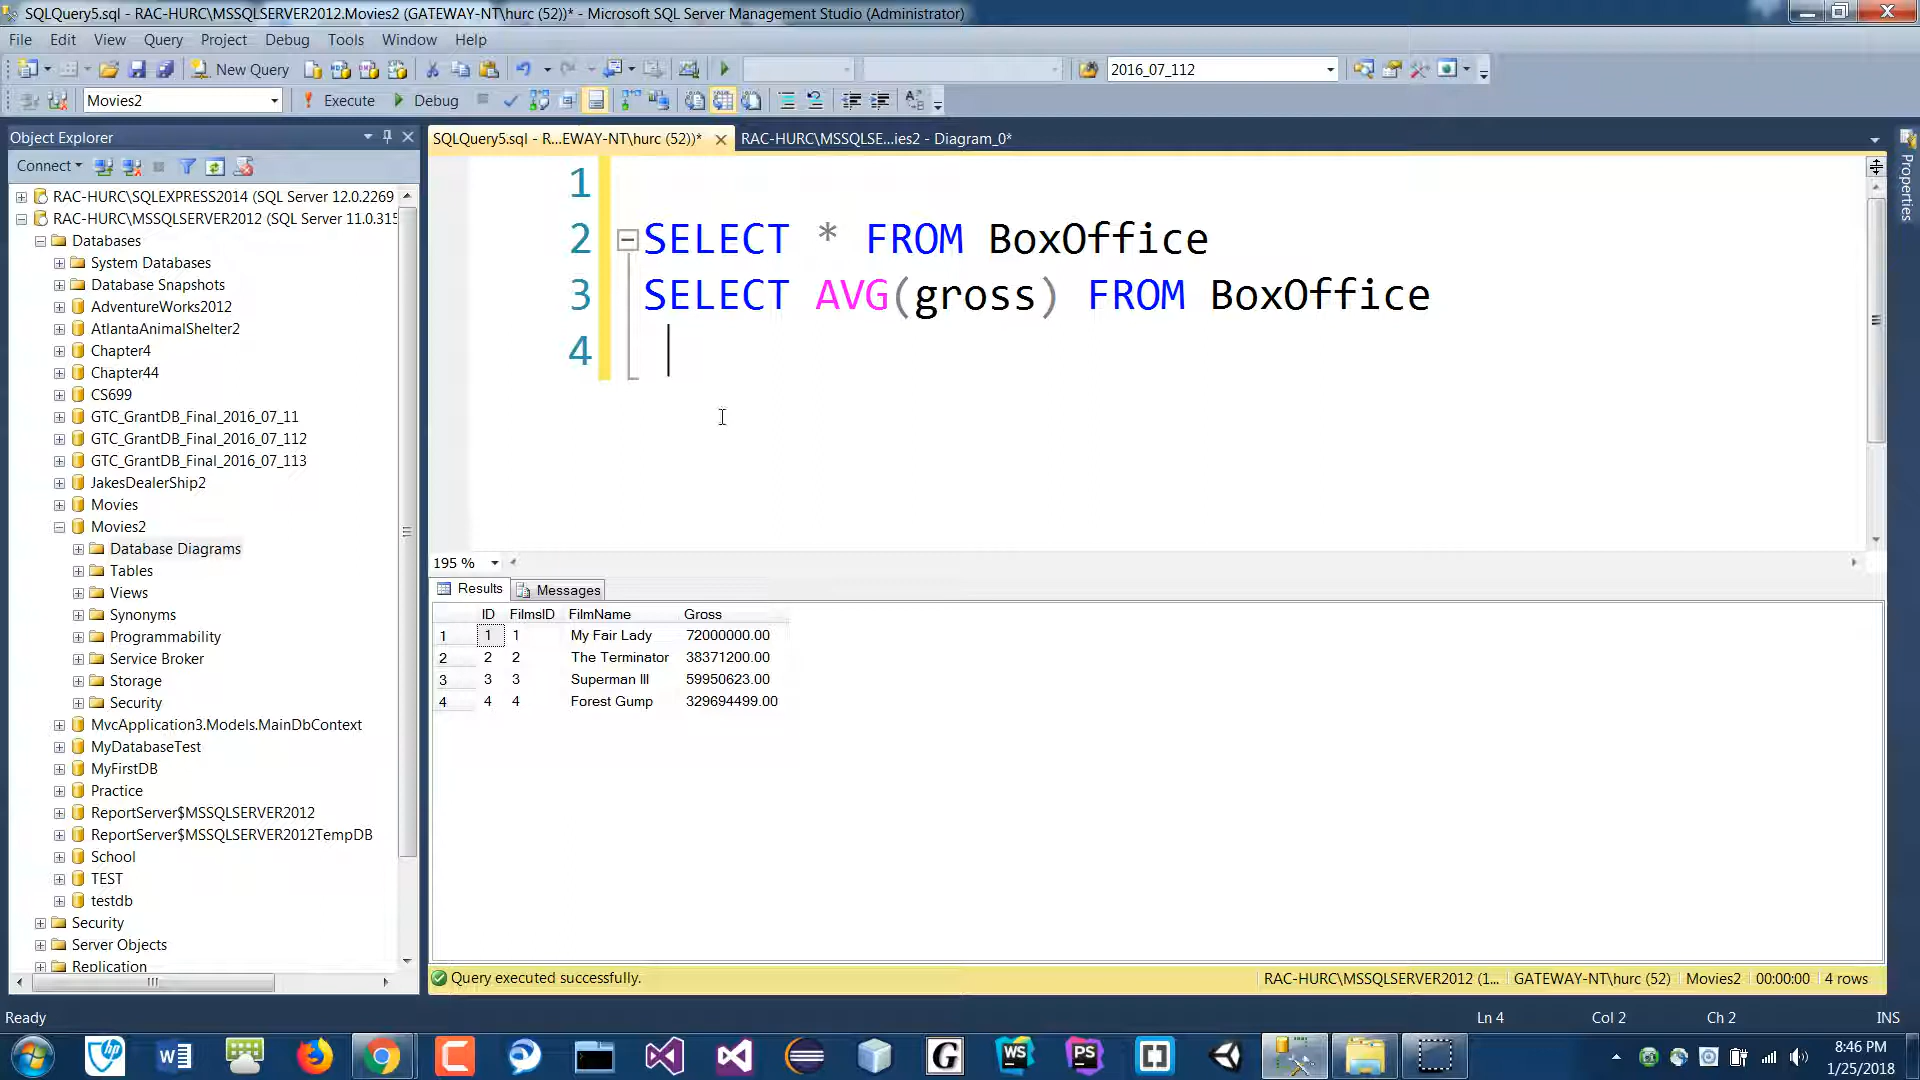 SQLQuery5.sql - RAC-HURC\MSSQLSERVER2012.Movies2 (GATEWAY-NT\hurc (52))* - Microsoft SQL Server Management Studio (Administrator)
File Edit View Query Project Debug Tools Window Help
New Query 2016_07_112
Movies2 Execute Debug
Object Explorer
SQLQuery5.sql - R...EWAY-NT\hurc (52))* RAC-HURC\MSSQLSE...ies2 - Diagram_0*
Properties
Connect
RAC-HURC\SQLEXPRESS2014 (SQL Server 12.0.2269
RAC-HURC\MSSQLSERVER2012 (SQL Server 11.0.315
Databases
System Databases
Database Snapshots
AdventureWorks2012
AtlantaAnimalShelter2
Chapter4
Chapter44
CS699
GTC_GrantDB_Final_2016_07_11
GTC_GrantDB_Final_2016_07_112
GTC_GrantDB_Final_2016_07_113
JakesDealerShip2
Movies
Movies2
Database Diagrams
Tables
Views
Synonyms
Programmability
Service Broker
Storage
Security
MvcApplication3.Models.MainDbContext
MyDatabaseTest
MyFirstDB
Practice
ReportServer$MSSQLSERVER2012
ReportServer$MSSQLSERVER2012TempDB
School
TEST
testdb
Security
Server Objects
Replication
1
2 SELECT * FROM BoxOffice
3 SELECT AVG(gross) FROM BoxOffice
4
195 %
Results Messages
ID FilmsID FilmName Gross
1 1 1 My Fair Lady 72000000.00
2 2 2 The Terminator 38371200.00
3 3 3 Superman III 59950623.00
4 4 4 Forest Gump 329694499.00
Query executed successfully. RAC-HURC\MSSQLSERVER2012 (1... GATEWAY-NT\hurc (52) Movies2 00:00:00 4 rows
Ready Ln 4 Col 2 Ch 2 INS
hp W C G WS PS
8:46 PM
1/25/2018